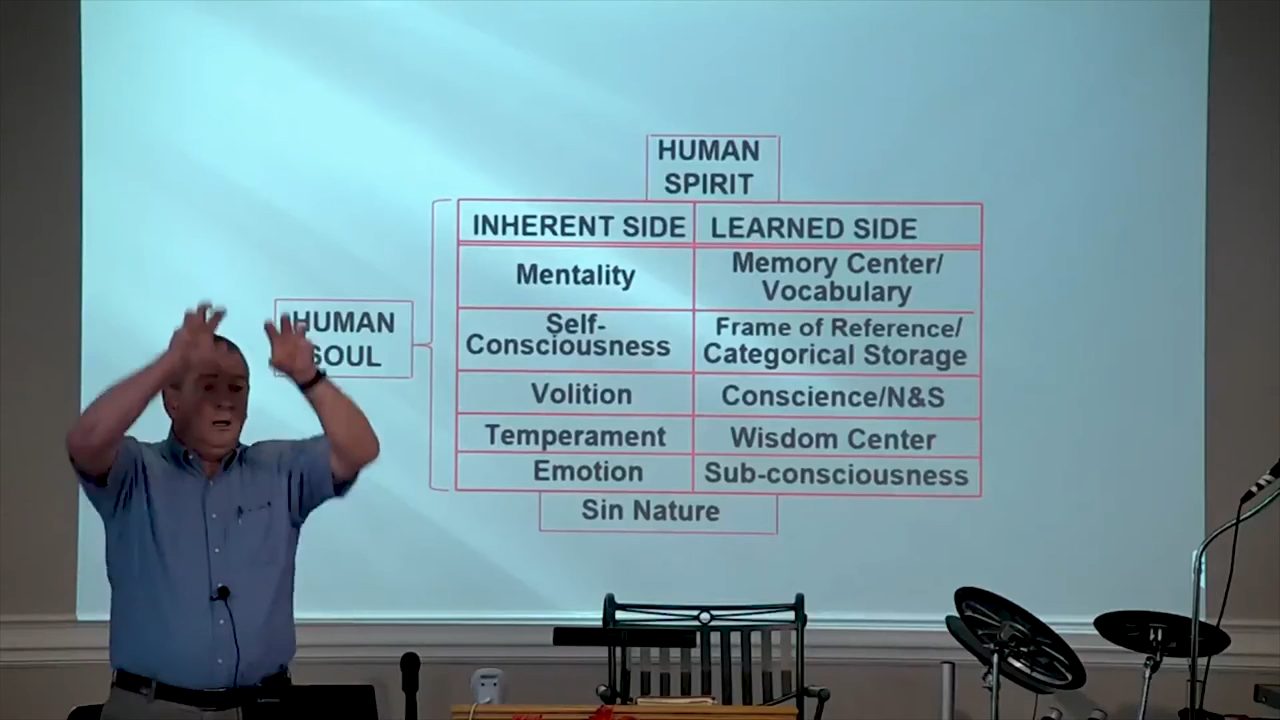 HUMAN
SPIRIT
INHERENT SIDE
LEARNED SIDE
Mentality
Memory Center/
Vocabulary
HUMAN
SOUL
Self-
Consciousness
Frame of Reference/
Categorical Storage
Volition
Conscience/N&S
Temperament
Wisdom Center
Emotion
Sub-consciousness
Sin Nature